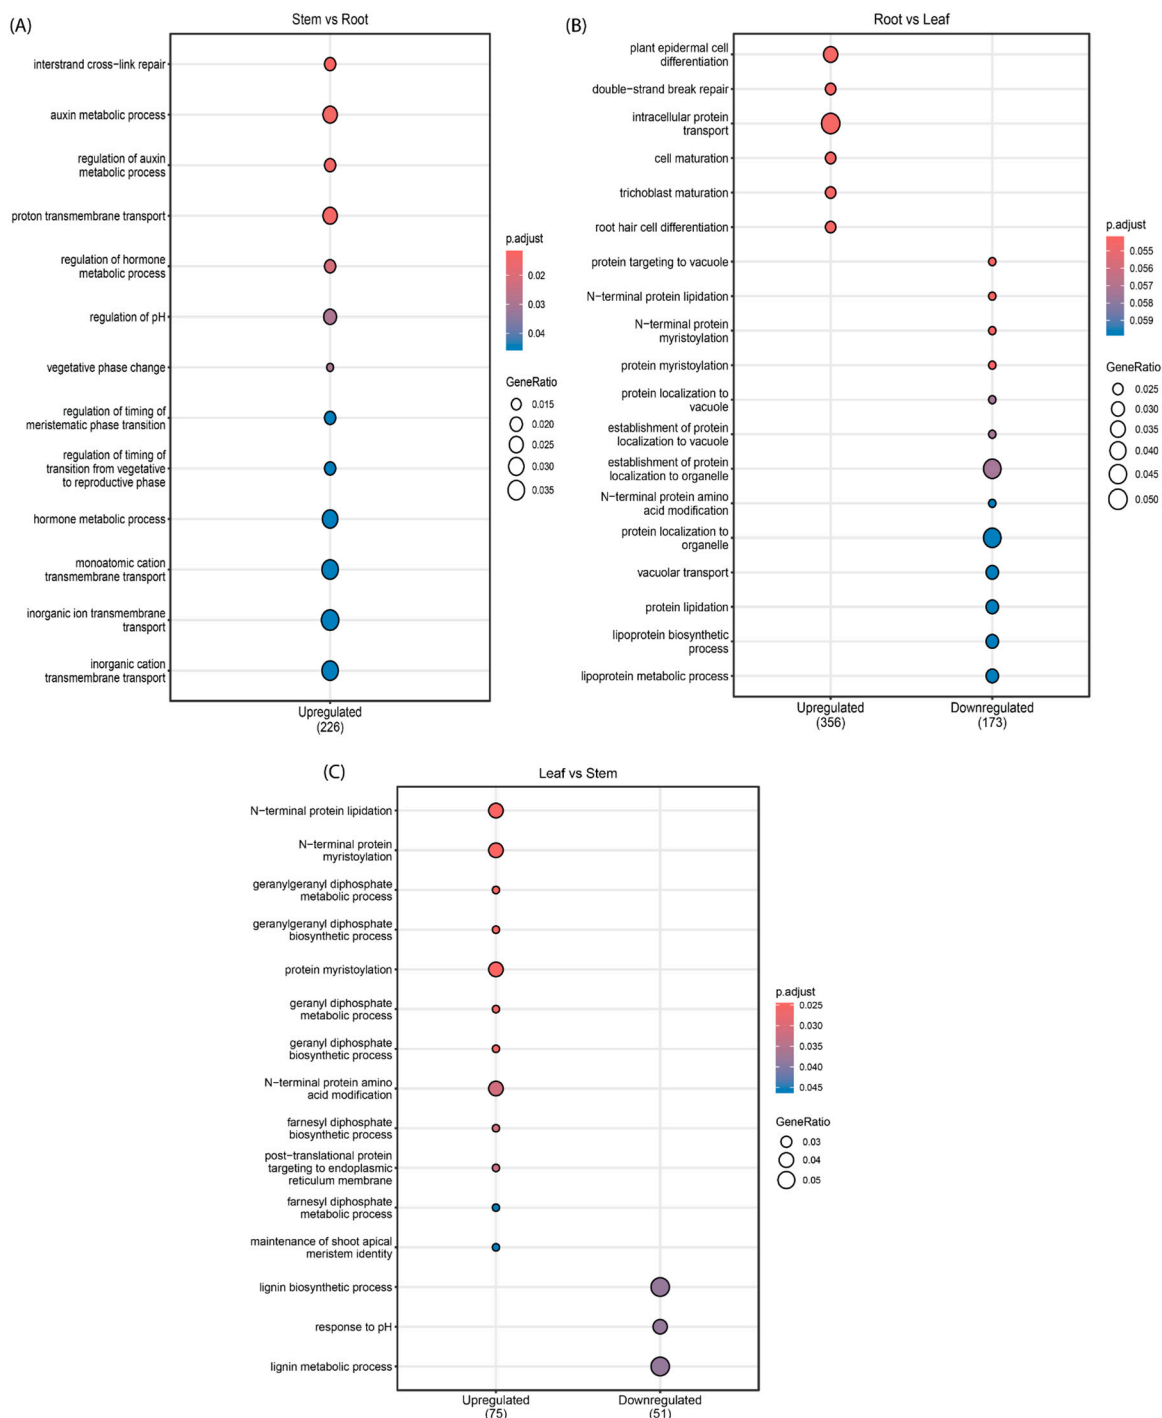 (A)
Stem vs Root
interstrand cross−link repair
auxin metabolic process
regulation of auxin
metabolic process
proton transmembrane transport
regulation of hormone
metabolic process
regulation of pH
vegetative phase change
regulation of timing of
meristematic phase transition
regulation of timing of
transition from vegetative
to reproductive phase
hormone metabolic process
monoatomic cation
transmembrane transport
inorganic ion transmembrane
transport
inorganic cation
transmembrane transport
Upregulated
(226)
p.adjust
0.02
0.03
0.04
GeneRatio
0.015
0.020
0.025
0.030
0.035
(B)
Root vs Leaf
plant epidermal cell
differentiation
double−strand break repair
intracellular protein
transport
cell maturation
trichoblast maturation
root hair cell differentiation
protein targeting to vacuole
N−terminal protein lipidation
N−terminal protein
myristoylation
protein myristoylation
protein localization to
vacuole
establishment of protein
localization to vacuole
establishment of protein
localization to organelle
N−terminal protein amino
acid modification
protein localization to
organelle
vacuolar transport
protein lipidation
lipoprotein biosynthetic
process
lipoprotein metabolic process
Upregulated
(356)
Downregulated
(173)
p.adjust
0.055
0.056
0.057
0.058
0.059
GeneRatio
0.025
0.030
0.035
0.040
0.045
0.050
(C)
Leaf vs Stem
N−terminal protein lipidation
N−terminal protein
myristoylation
geranylgeranyl diphosphate
metabolic process
geranylgeranyl diphosphate
biosynthetic process
protein myristoylation
geranyl diphosphate
metabolic process
geranyl diphosphate
biosynthetic process
N−terminal protein amino
acid modification
farnesyl diphosphate
biosynthetic process
post−translational protein
targeting to endoplasmic
reticulum membrane
farnesyl diphosphate
metabolic process
maintenance of shoot apical
meristem identity
lignin biosynthetic process
response to pH
lignin metabolic process
Upregulated
(75)
Downregulated
(51)
p.adjust
0.025
0.030
0.035
0.040
0.045
GeneRatio
0.03
0.04
0.05